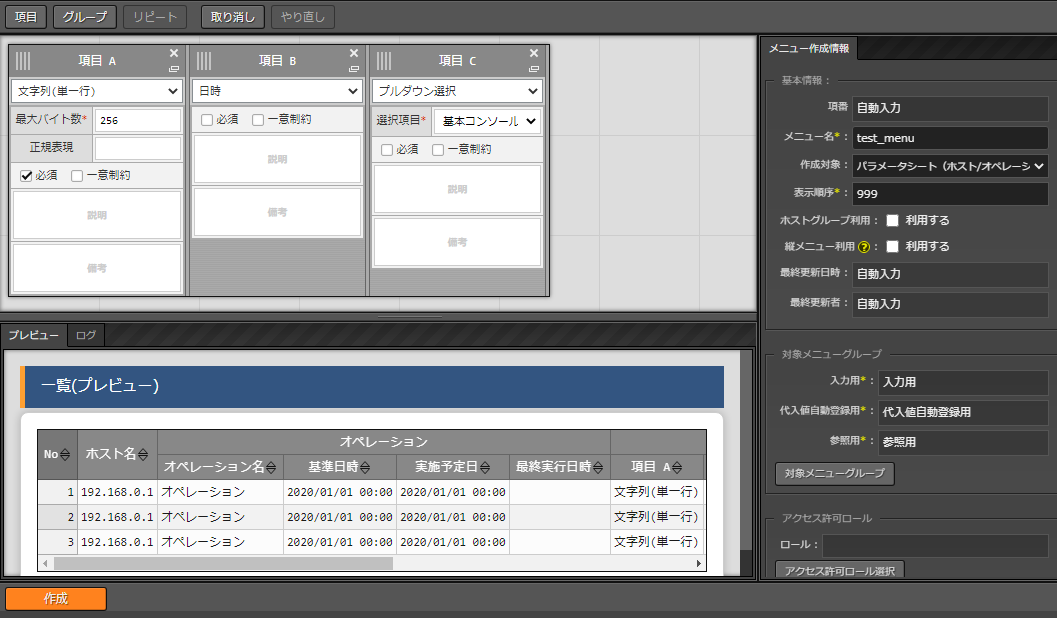 項目 グループ リピート 取り消し やり直し
項目 A
文字列(単一行)
最大バイト数* 256
正規表現
必須 一意制約
説明
備考
項目 B
日時
必須 一意制約
説明
備考
項目 C
プルダウン選択
選択項目* 基本コンソール
必須 一意制約
説明
備考
プレビュー ログ
一覧(プレビュー)
No ホスト名 オペレーション
オペレーション名 基準日時 実施予定日 最終実行日時 項目 A
1 192.168.0.1 オペレーション 2020/01/01 00:00 2020/01/01 00:00 文字列(単一行)
2 192.168.0.1 オペレーション 2020/01/01 00:00 2020/01/01 00:00 文字列(単一行)
3 192.168.0.1 オペレーション 2020/01/01 00:00 2020/01/01 00:00 文字列(単一行)
作成
メニュー作成情報
基本情報：
項番 自動入力
メニュー名*： test_menu
作成対象： パラメータシート（ホスト/オペレーシ
表示順序*： 999
ホストグループ利用： 利用する
縦メニュー利用?： 利用する
最終更新日時： 自動入力
最終更新者： 自動入力
対象メニューグループ
入力用*： 入力用
代入値自動登録用*： 代入値自動登録用
参照用*： 参照用
対象メニューグループ
アクセス許可ロール
ロール：
アクセス許可ロール選択